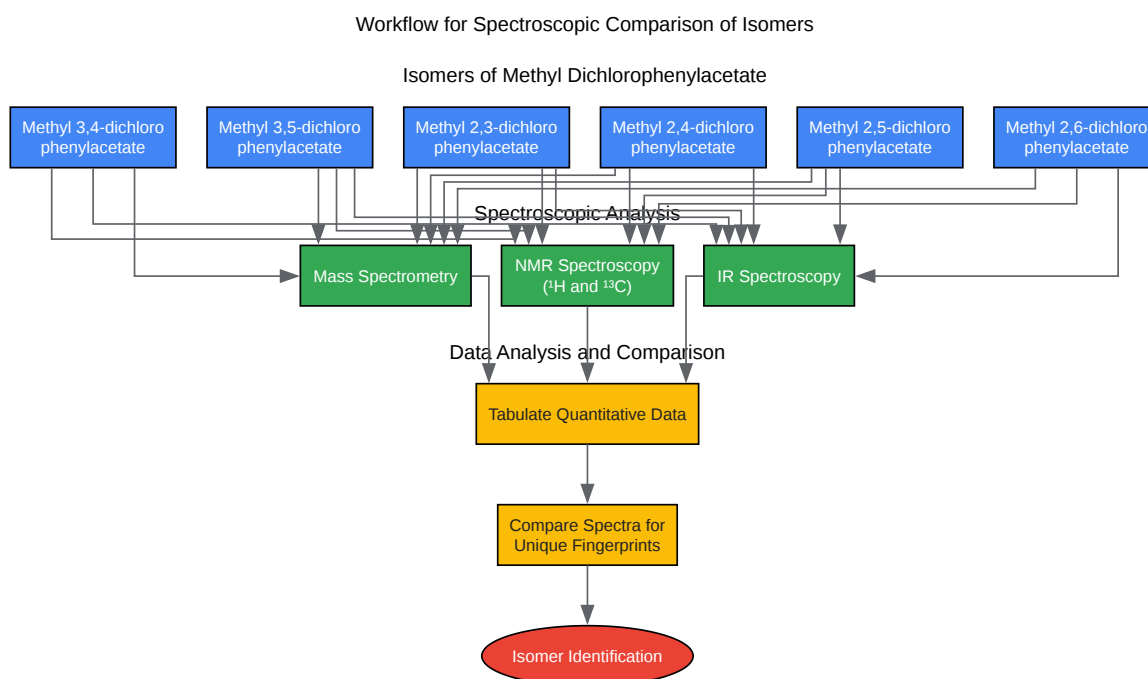 Workflow for Spectroscopic Comparison of Isomers
Isomers of Methyl Dichlorophenylacetate
Methyl 3,4-dichloro
phenylacetate
Methyl 3,5-dichloro
phenylacetate
Methyl 2,3-dichloro
phenylacetate
Methyl 2,4-dichloro
phenylacetate
Methyl 2,5-dichloro
phenylacetate
Methyl 2,6-dichloro
phenylacetate
Spectroscopic Analysis
Mass Spectrometry
NMR Spectroscopy
(¹H and ¹³C)
IR Spectroscopy
Data Analysis and Comparison
Tabulate Quantitative Data
Compare Spectra for
Unique Fingerprints
Isomer Identification